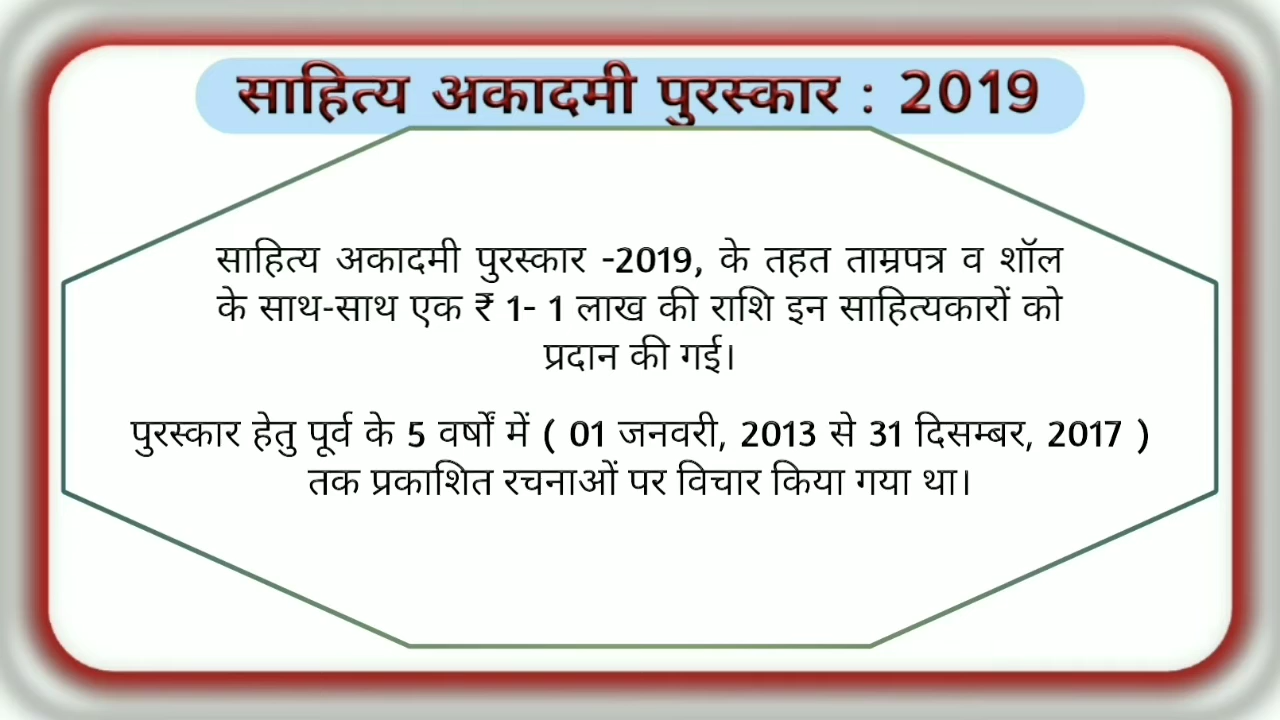 साहित्य अकादमी पुरस्कार : 2019
साहित्य अकादमी पुरस्कार -2019, के तहत ताम्रपत्र व शॉल
के साथ-साथ एक ₹ 1- 1 लाख की राशि इन साहित्यकारों को
प्रदान की गई।
पुरस्कार हेतु पूर्व के 5 वर्षों में ( 01 जनवरी, 2013 से 31 दिसम्बर, 2017 )
तक प्रकाशित रचनाओं पर विचार किया गया था।